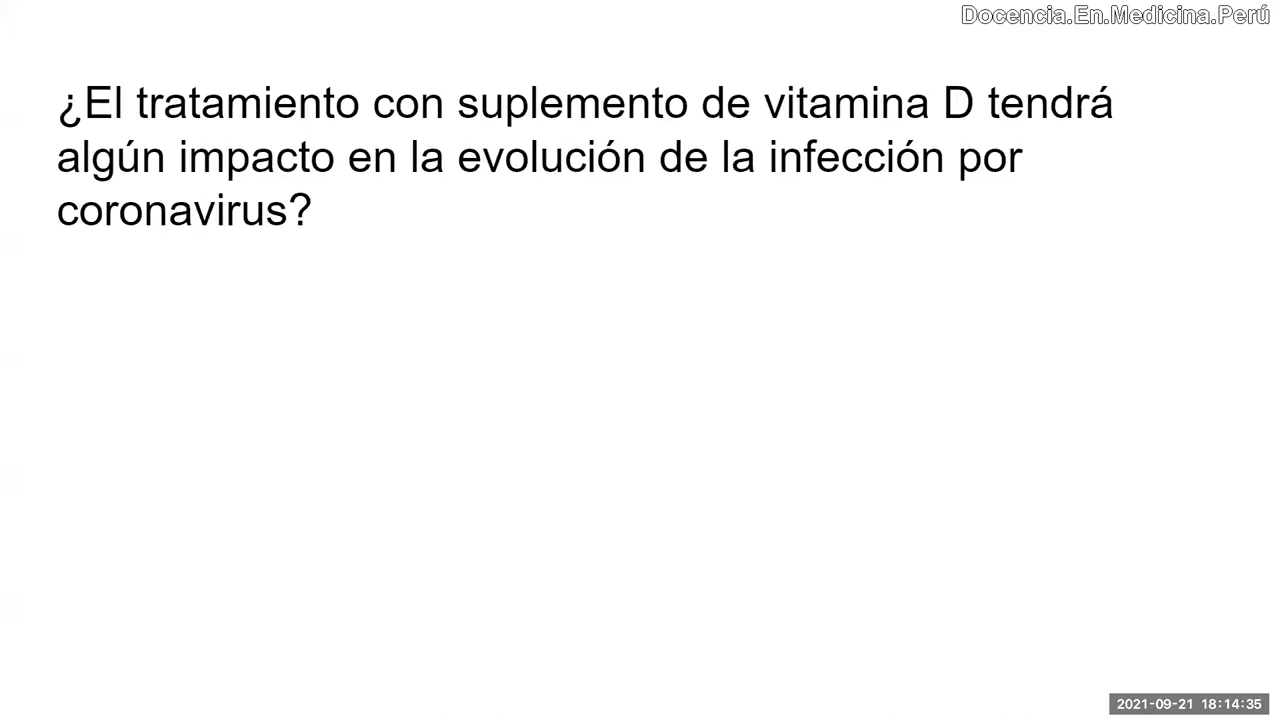 Docencia.En.Medicina.Perú
¿El tratamiento con suplemento de vitamina D tendrá
algún impacto en la evolución de la infección por
coronavirus?
2021-09-21 18:14:35